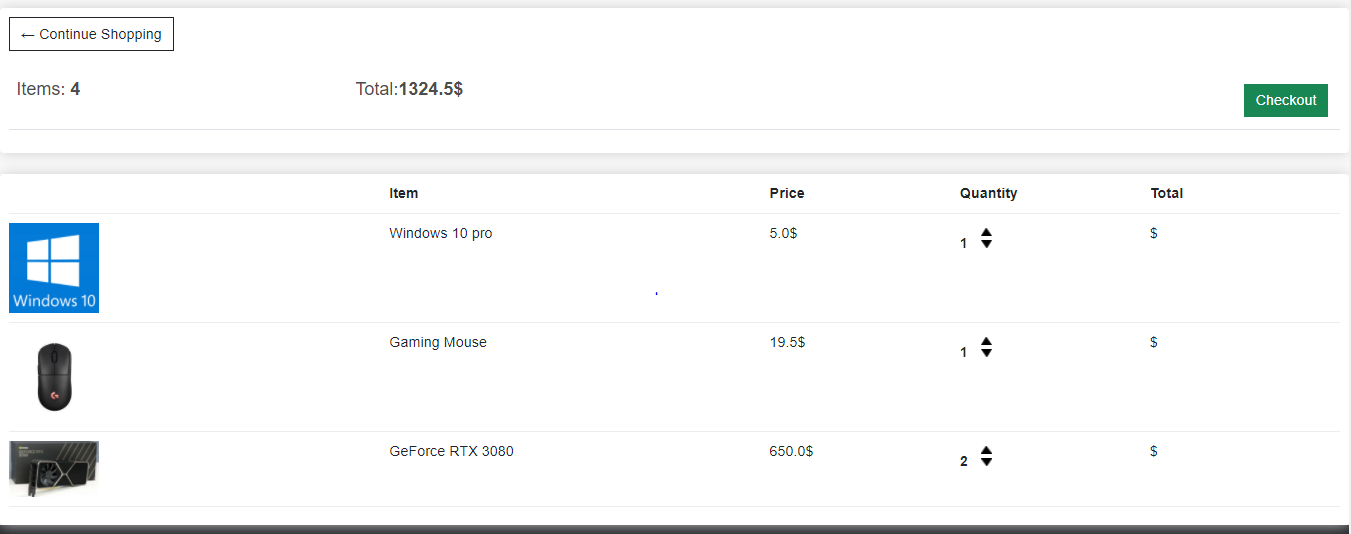 ← Continue Shopping
Items: 4 Total:1324.5$
Checkout
Item Price Quantity Total
Windows 10 pro 5.0$ 1 $
Windows 10
Gaming Mouse 19.5$ 1 $
GeForce RTX 3080 650.0$ 2 $